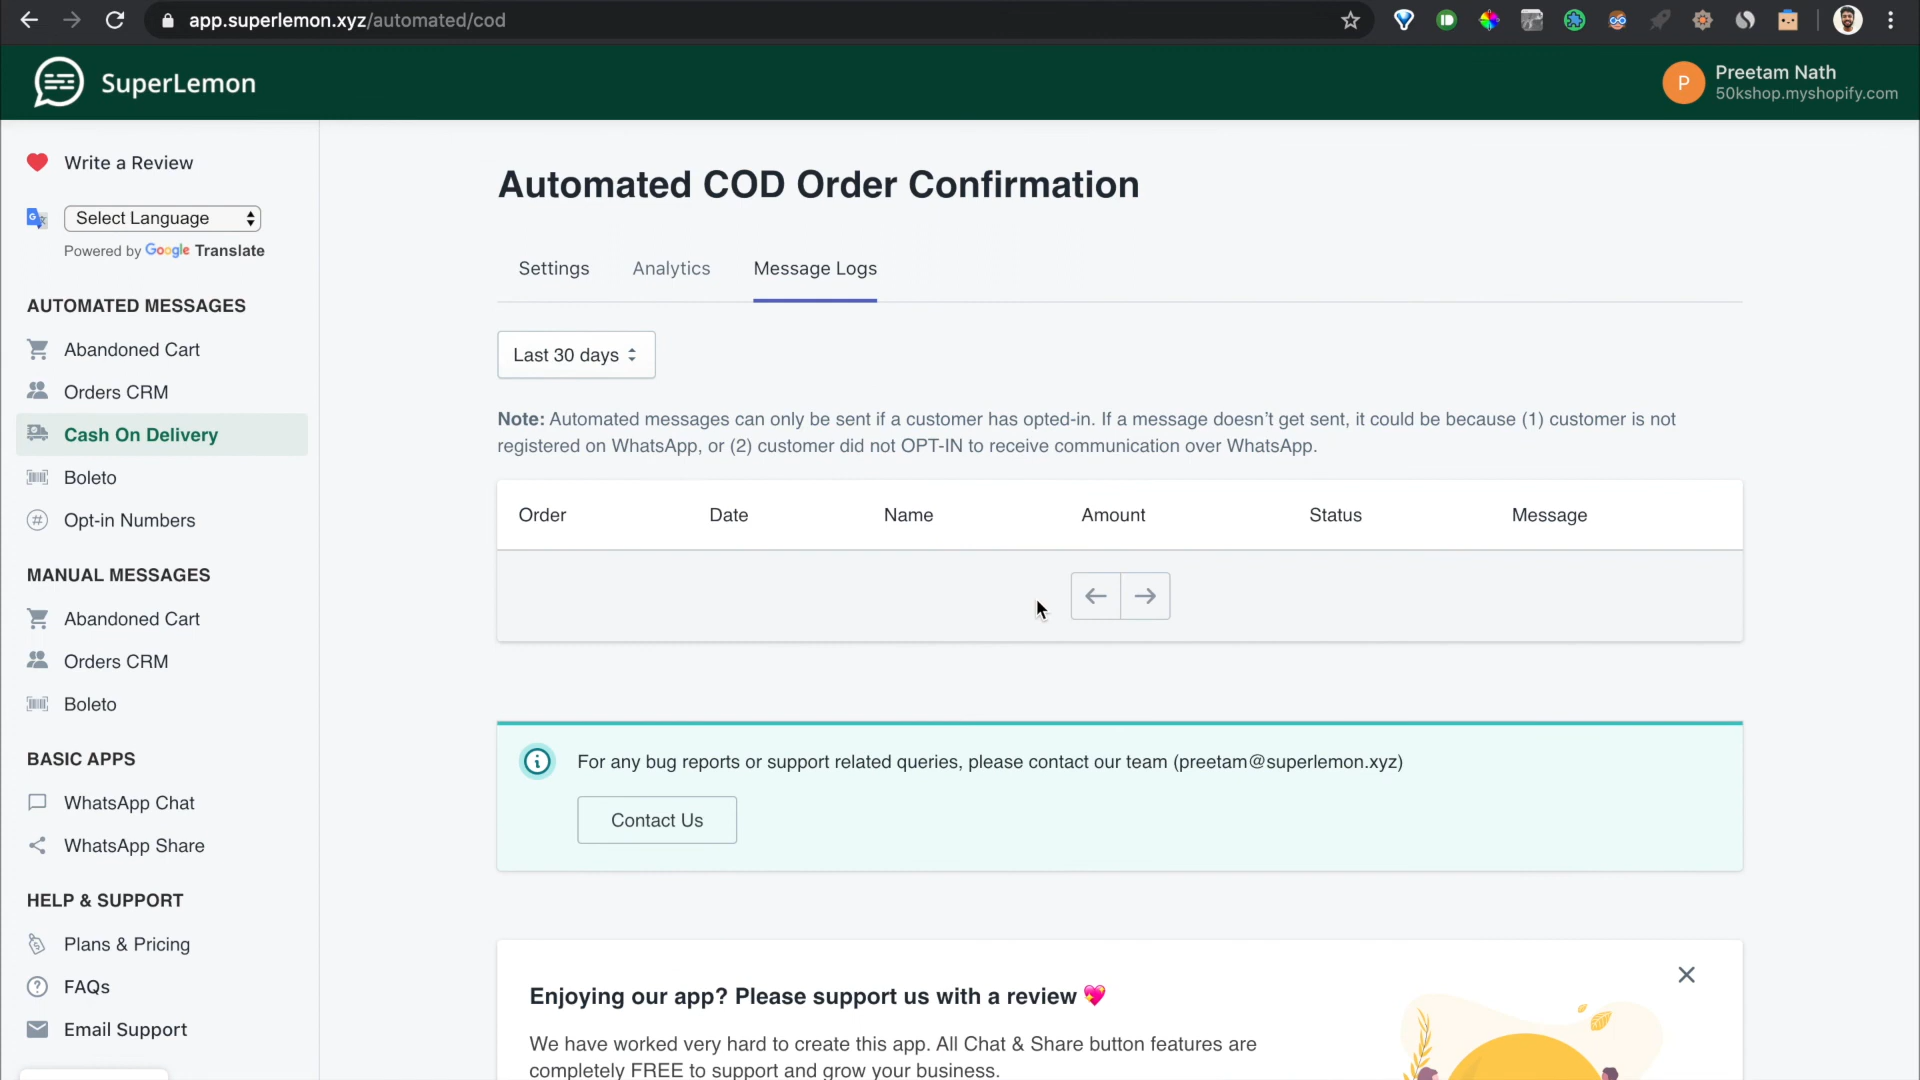 app.superlemon.xyz/automated/cod
SuperLemon
P
Preetam Nath
50kshop.myshopify.com
Write a Review
Select Language
Powered by Google Translate
AUTOMATED MESSAGES
Abandoned Cart
Orders CRM
Cash On Delivery
Boleto
Opt-in Numbers
MANUAL MESSAGES
Abandoned Cart
Orders CRM
Boleto
BASIC APPS
WhatsApp Chat
WhatsApp Share
HELP & SUPPORT
Plans & Pricing
FAQs
Email Support
Automated COD Order Confirmation
Settings Analytics Message Logs
Last 30 days
Note: Automated messages can only be sent if a customer has opted-in. If a message doesn’t get sent, it could be because (1) customer is not
registered on WhatsApp, or (2) customer did not OPT-IN to receive communication over WhatsApp.
Order Date Name Amount Status Message
For any bug reports or support related queries, please contact our team (preetam@superlemon.xyz)
Contact Us
Enjoying our app? Please support us with a review 💖
We have worked very hard to create this app. All Chat & Share button features are
completely FREE to support and grow your business.